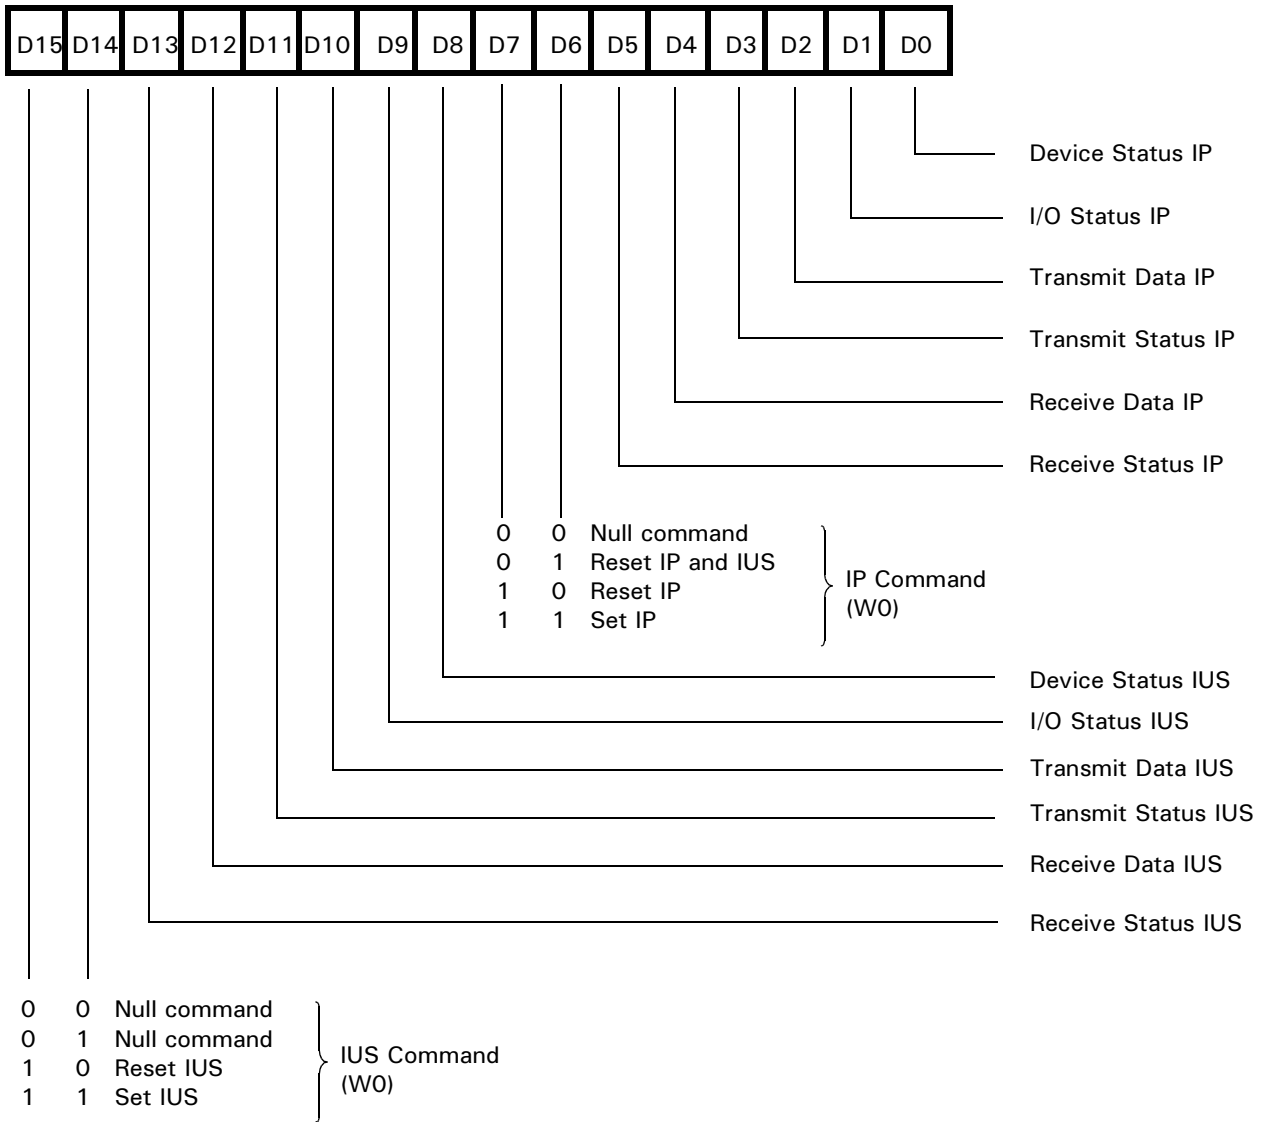 D15 D14 D13 D12 D11 D10 D9 D8 D7 D6 D5 D4 D3 D2 D1 D0
Device Status IP
I/O Status IP
Transmit Data IP
Transmit Status IP
Receive Data IP
Receive Status IP
0 0 Null command
0 1 Reset IP and IUS
1 0 Reset IP
1 1 Set IP
IP Command
(W0)
Device Status IUS
I/O Status IUS
Transmit Data IUS
Transmit Status IUS
Receive Data IUS
Receive Status IUS
0 0 Null command
0 1 Null command
1 0 Reset IUS
1 1 Set IUS
IUS Command
(W0)